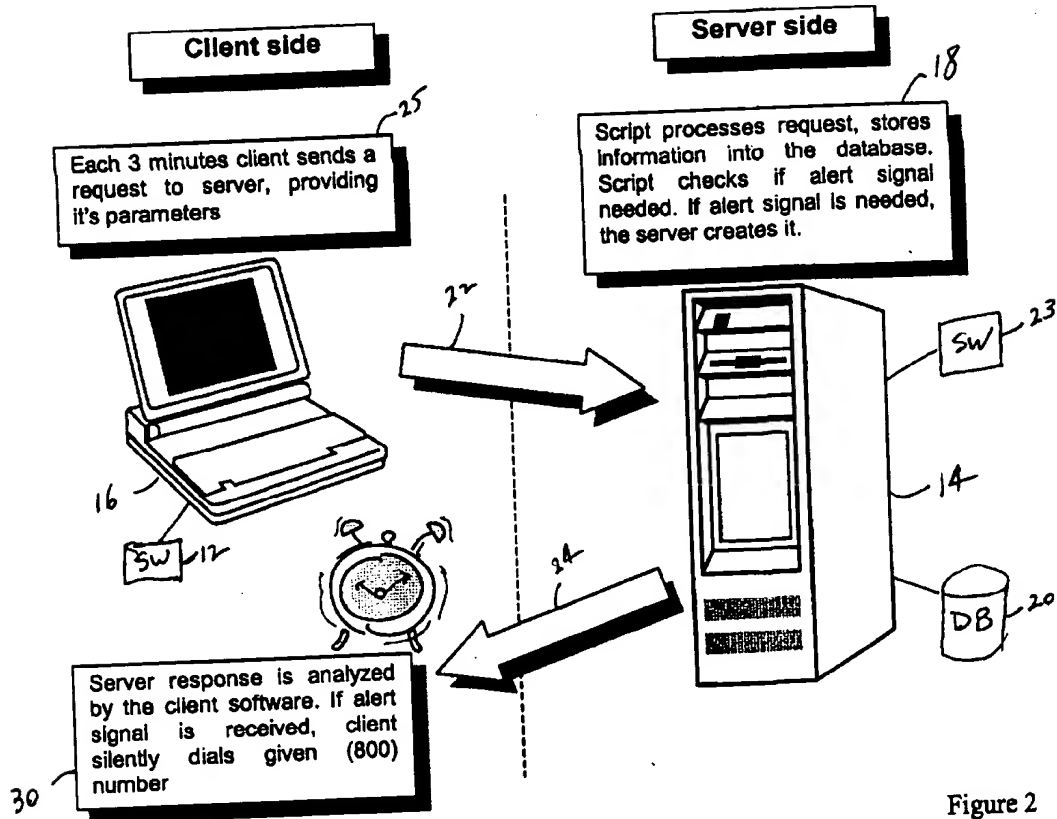 Client side
Server side
18
25
Each 3 minutes client sends a
request to server, providing
it's parameters
Script processes request, stores
information into the database.
Script checks if alert signal
needed. If alert signal is needed,
the server creates it.
22
SW
23
16
SW
12
14
24
DB
20
Server response is analyzed
by the client software. If alert
signal is received, client
silently dials given (800)
number
30
Figure 2